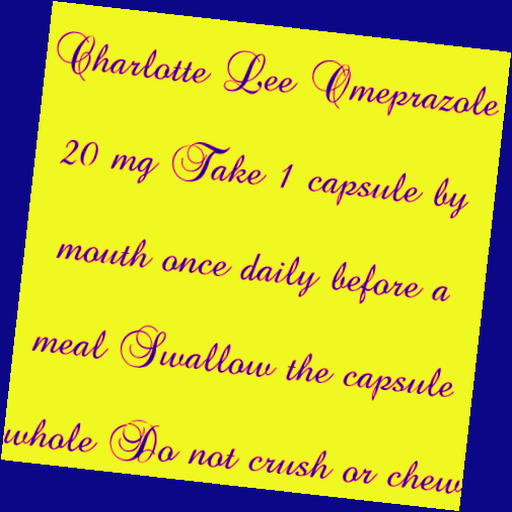 Charlotte Lee Omeprazole
20 mg Take 1 capsule by
mouth once daily before a
meal Swallow the capsule
whole Do not crush or chew